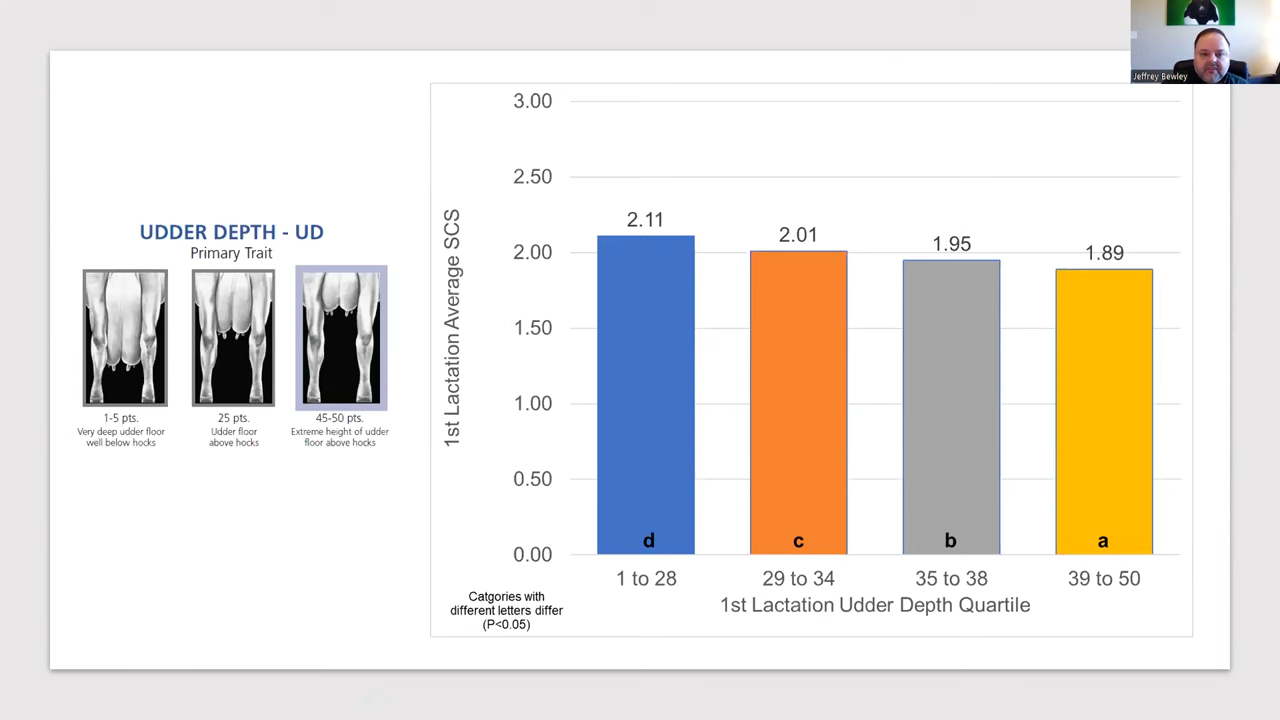 Jeffrey Bewley
UDDER DEPTH - UD
Primary Trait
1-5 pts.
Very deep udder floor
well below hocks
25 pts.
Udder floor
above hocks
45-50 pts.
Extreme height of udder
floor above hocks
1st Lactation Average SCS
3.00
2.50
2.00
1.50
1.00
0.50
0.00
2.11
2.01
1.95
1.89
d
c
b
a
1 to 28
29 to 34
35 to 38
39 to 50
1st Lactation Udder Depth Quartile
Catgories with
different letters differ
(P<0.05)